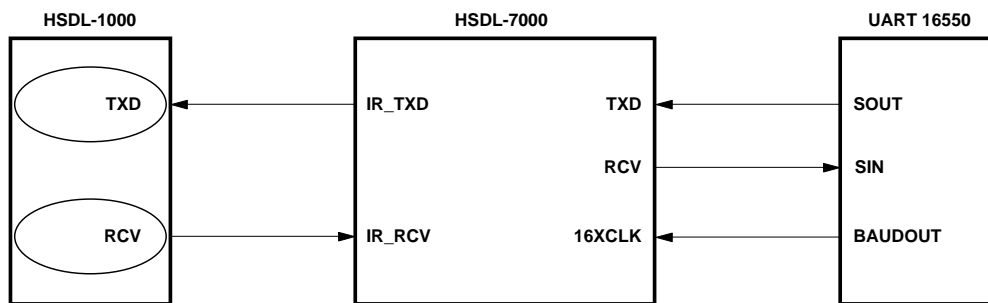 HSDL-1000 HSDL-7000 UART 16550
TXD IR_TXD TXD SOUT
RCV SIN
RCV IR_RCV 16XCLK BAUDOUT